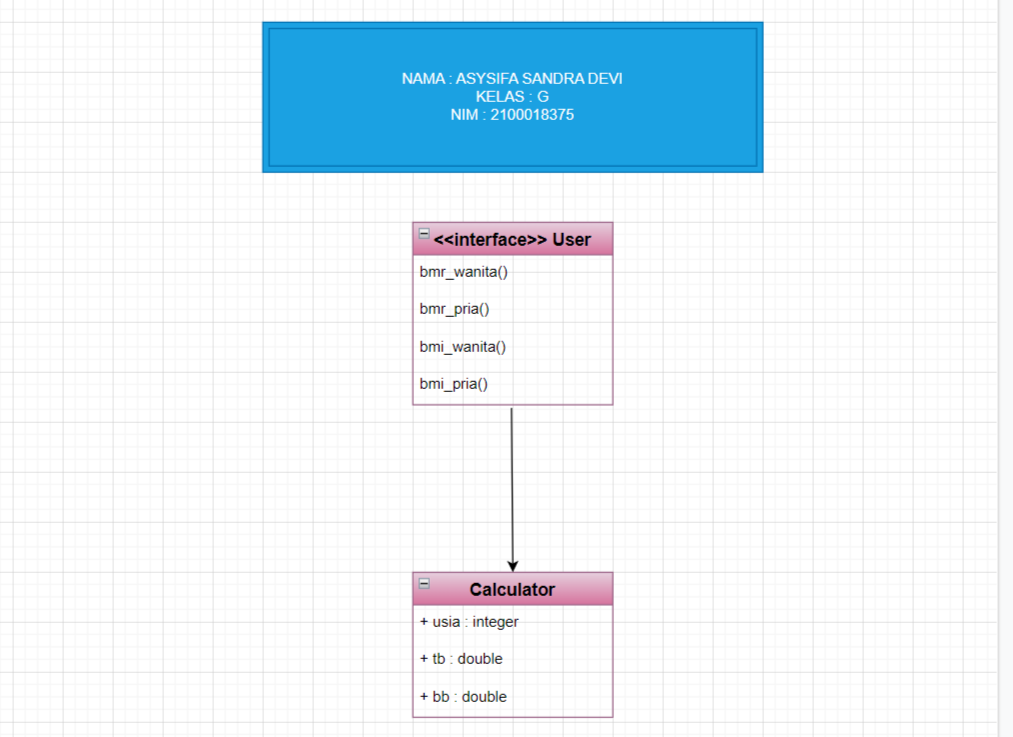 NAMA : ASYSIFA SANDRA DEVI
KELAS : G
NIM : 2100018375
<<interface>> User
bmr_wanita()
bmr_pria()
bmi_wanita()
bmi_pria()
Calculator
+ usia : integer
+ tb : double
+ bb : double